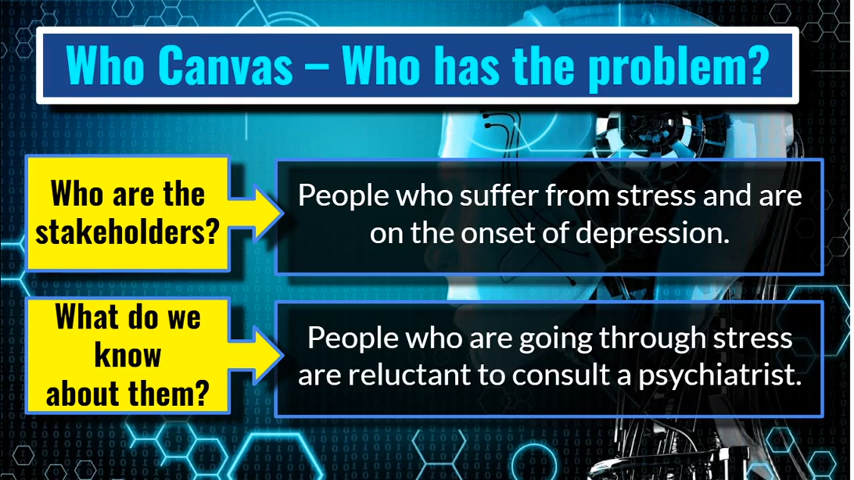 Who Canvas – Who has the problem?
Who are the
stakeholders?
People who suffer from stress and are
on the onset of depression.
What do we
know
about them?
People who are going through stress
are reluctant to consult a psychiatrist.